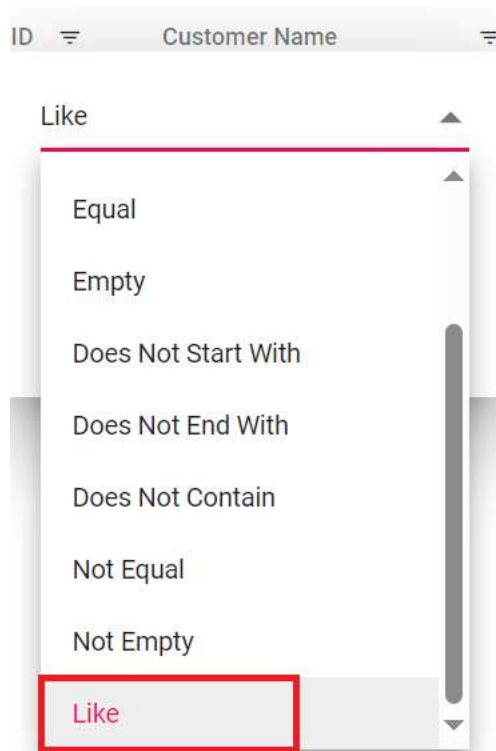 ID Customer Name
Like
Equal
Empty
Does Not Start With
Does Not End With
Does Not Contain
Not Equal
Not Empty
Like